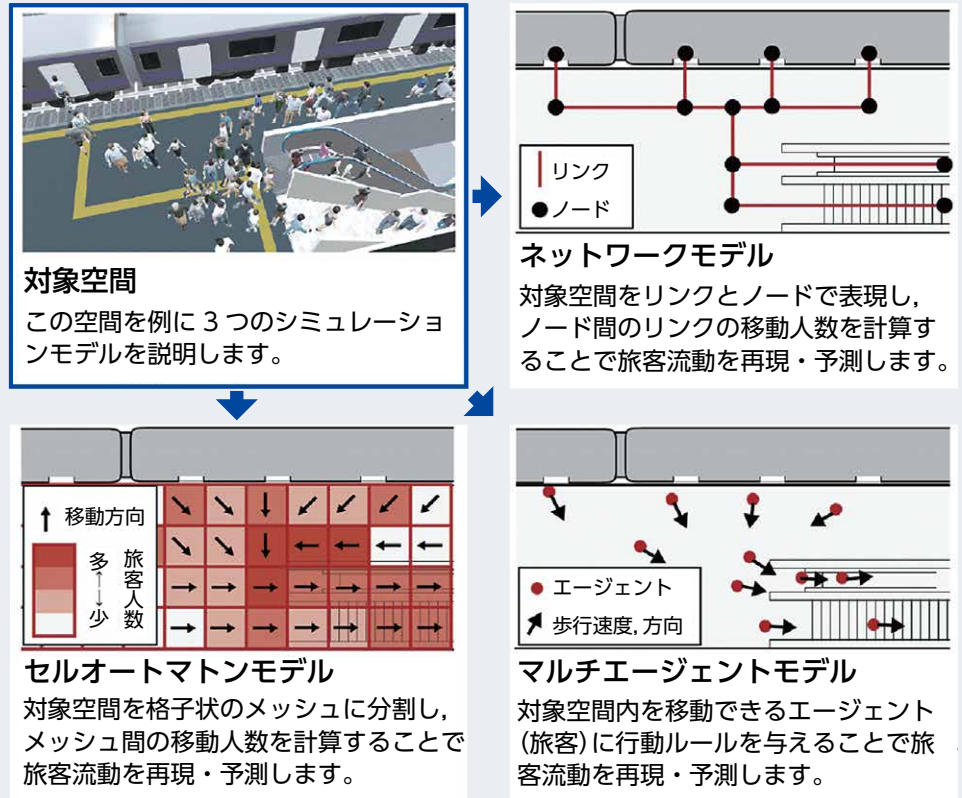 対象空間
この空間を例に3つのシミュレーショ
ンモデルを説明します。
リンク
ノード
ネットワークモデル
対象空間をリンクとノードで表現し,
ノード間のリンクの移動人数を計算す
ることで旅客流動を再現・予測します。
移動方向
多←→少
旅客人数
セルオートマトンモデル
対象空間を格子状のメッシュに分割し,
メッシュ間の移動人数を計算することで
旅客流動を再現・予測します。
エージェント
歩行速度,方向
マルチエージェントモデル
対象空間内を移動できるエージェント
(旅客)に行動ルールを与えることで旅
客流動を再現・予測します。